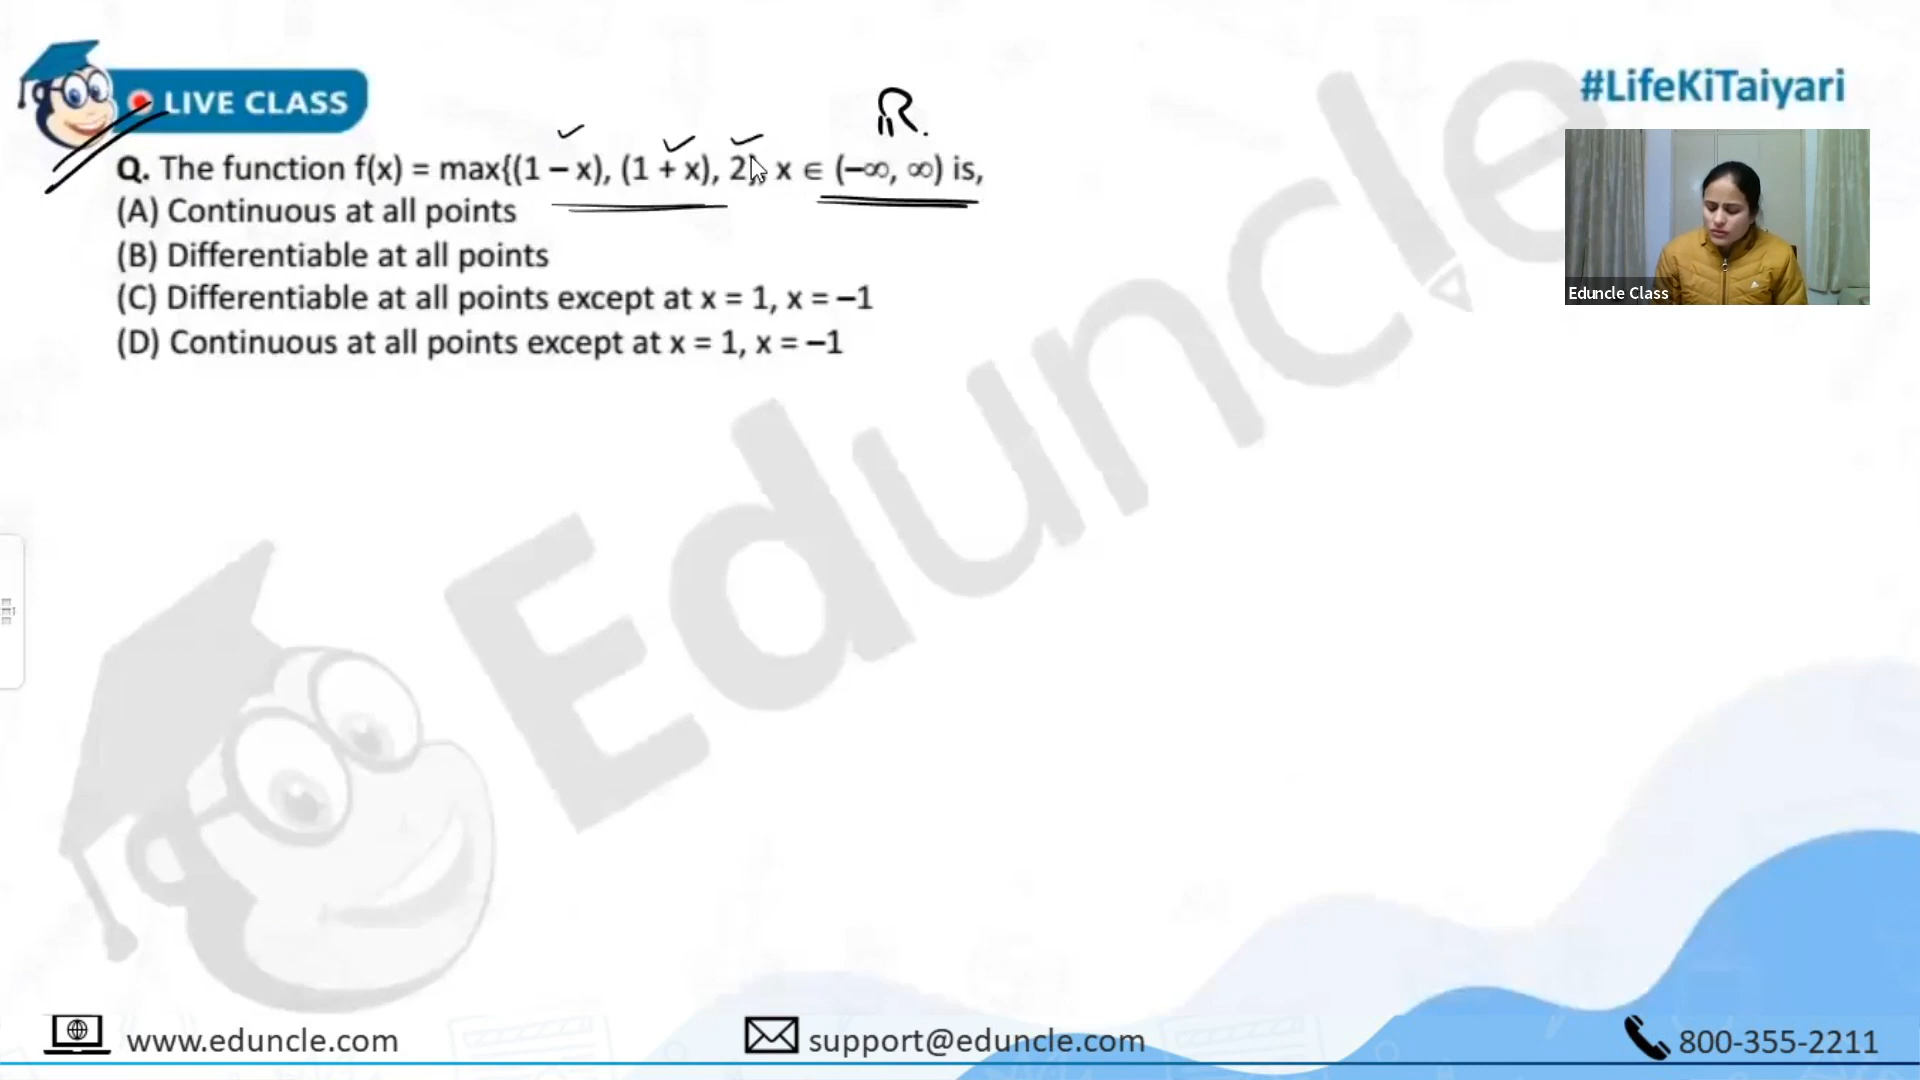 LIVE CLASS
#LifeKiTaiyari
R.
Q. The function f(x) = max{(1 – x), (1 + x), 2}, x ∈ (–∞, ∞) is,
(A) Continuous at all points
(B) Differentiable at all points
(C) Differentiable at all points except at x = 1, x = –1
(D) Continuous at all points except at x = 1, x = –1
Eduncle Class
Eduncle
www.eduncle.com
support@eduncle.com
800-355-2211